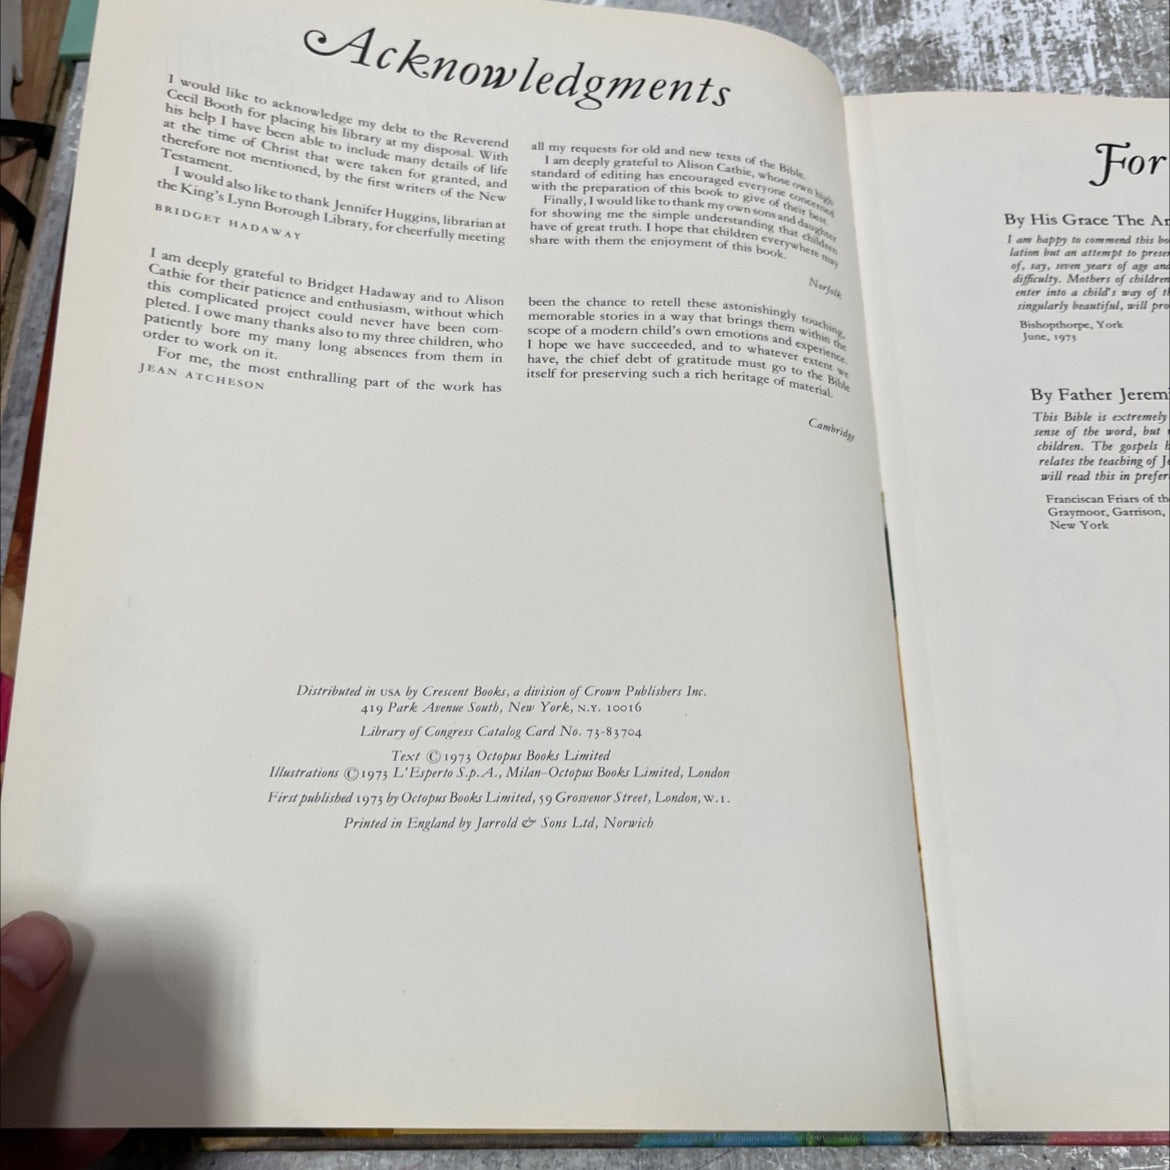 Acknowledgments
I would like to acknowledge my debt to the Reverend
Cecil Booth for placing his library at my disposal. With
his help I have been able to include many details of life
at the time of Christ that were taken for granted, and
therefore not mentioned, by the first writers of the New
Testament.
I would also like to thank Jennifer Huggins, librarian at
the King's Lynn Borough Library, for cheerfully meeting
BRIDGET HADAWAY
all my requests for old and new texts of the Bible.
I am deeply grateful to Alison Cathie, whose own high
standard of editing has encouraged everyone concerned
with the preparation of this book to give of their best.
Finally, I would like to thank my own sons and daughter
for showing me the simple understanding that children
have of great truth. I hope that children everywhere may
share with them the enjoyment of this book.
Norfolk
I am deeply grateful to Bridget Hadaway and to Alison
Cathie for their patience and enthusiasm, without which
this complicated project could never have been com-
pleted. I owe many thanks also to my three children, who
patiently bore my many long absences from them in
order to work on it.
For me, the most enthralling part of the work has
JEAN ATCHESON
been the chance to retell these astonishingly touching,
memorable stories in a way that brings them within the
scope of a modern child's own emotions and experience.
I hope we have succeeded, and to whatever extent we
have, the chief debt of gratitude must go to the Bible
itself for preserving such a rich heritage of material.
Cambridge
Distributed in USA by Crescent Books, a division of Crown Publishers Inc.
419 Park Avenue South, New York, N.Y. 10016
Library of Congress Catalog Card No. 73-83704
Text © 1973 Octopus Books Limited
Illustrations © 1973 L'Esperto S.p.A., Milan–Octopus Books Limited, London
First published 1973 by Octopus Books Limited, 59 Grosvenor Street, London, W.1.
Printed in England by Jarrold & Sons Ltd, Norwich
For
By His Grace The Ar
I am happy to commend this bo
lation but an attempt to prese
of, say, seven years of age and
difficulty. Mothers of children
enter into a child's way of th
singularly beautiful, will pro
Bishopthorpe, York
June, 1973
By Father Jerem
This Bible is extremely
sense of the word, but
children. The gospels h
relates the teaching of Je
will read this in prefer
Franciscan Friars of th
Graymoor, Garrison,
New York